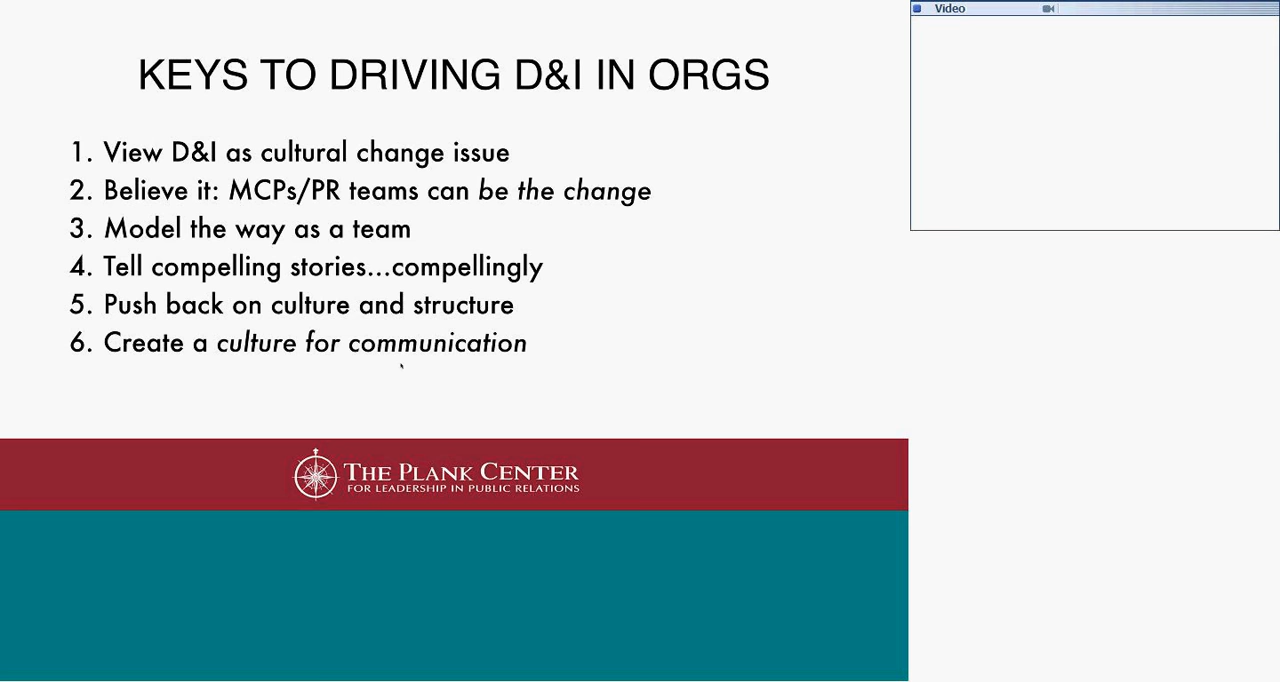 Video
KEYS TO DRIVING D&I IN ORGS
1. View D&I as cultural change issue
2. Believe it: MCPs/PR teams can be the change
3. Model the way as a team
4. Tell compelling stories...compellingly
5. Push back on culture and structure
6. Create a culture for communication
THE PLANK CENTER
FOR LEADERSHIP IN PUBLIC RELATIONS